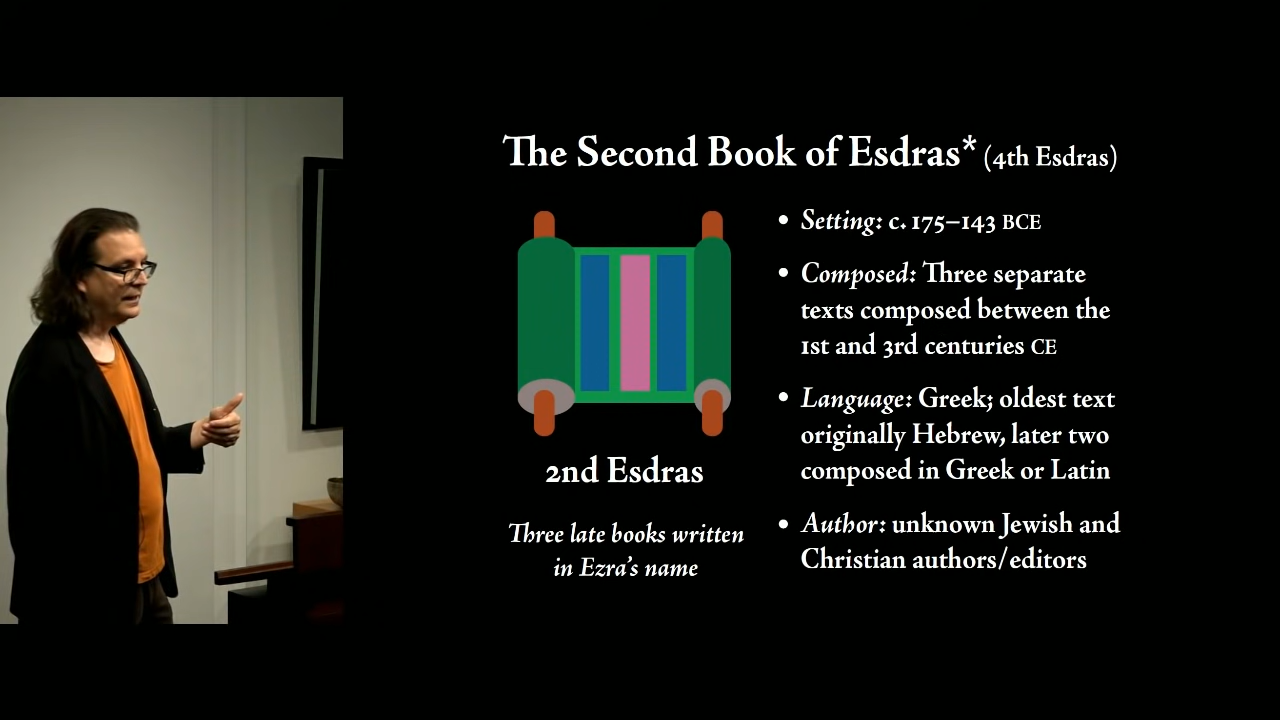 The Second Book of Esdras* (4th Esdras)
• Setting: c. 175–143 BCE
• Composed: Three separate
texts composed between the
1st and 3rd centuries CE
• Language: Greek; oldest text
originally Hebrew, later two
composed in Greek or Latin
• Author: unknown Jewish and
Christian authors/editors
2nd Esdras
Three late books written
in Ezra's name